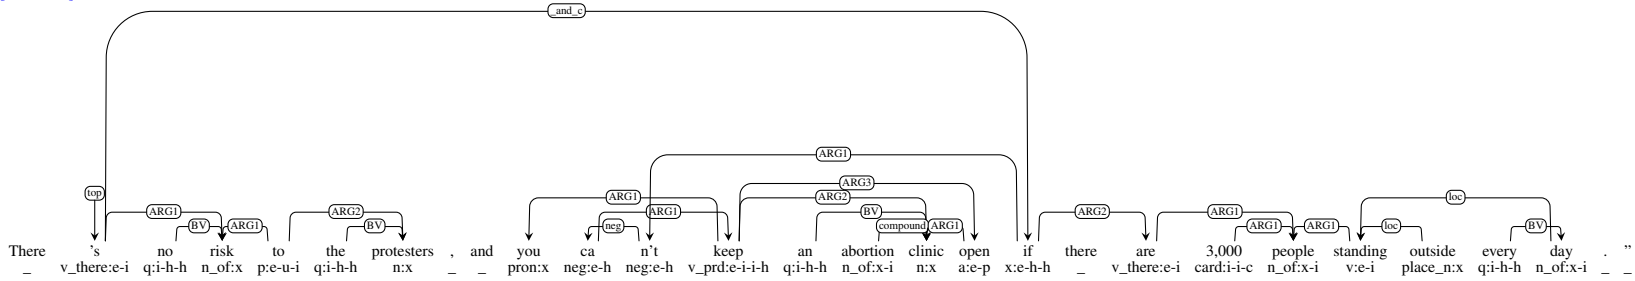 _and_c
ARG1
ARG3
top ARG1 ARG2
ARG1 ARG2 ARG1 BV ARG2 ARG1 loc
BV ARG1 BV neg compound ARG1 ARG1 ARG1 loc BV
There 's no risk to the protesters , and you ca n't keep an abortion clinic open if there are 3,000 people standing outside every day . ”
_ v_there:e-i q:i-h-h n_of:x p:e-u-i q:i-h-h n:x _ _ pron:x neg:e-h neg:e-h v_prd:e-i-i-h q:i-h-h n_of:x-i n:x a:e-p x:e-h-h _ v_there:e-i card:i-i-c n_of:x-i v:e-i place_n:x q:i-h-h n_of:x-i _ _